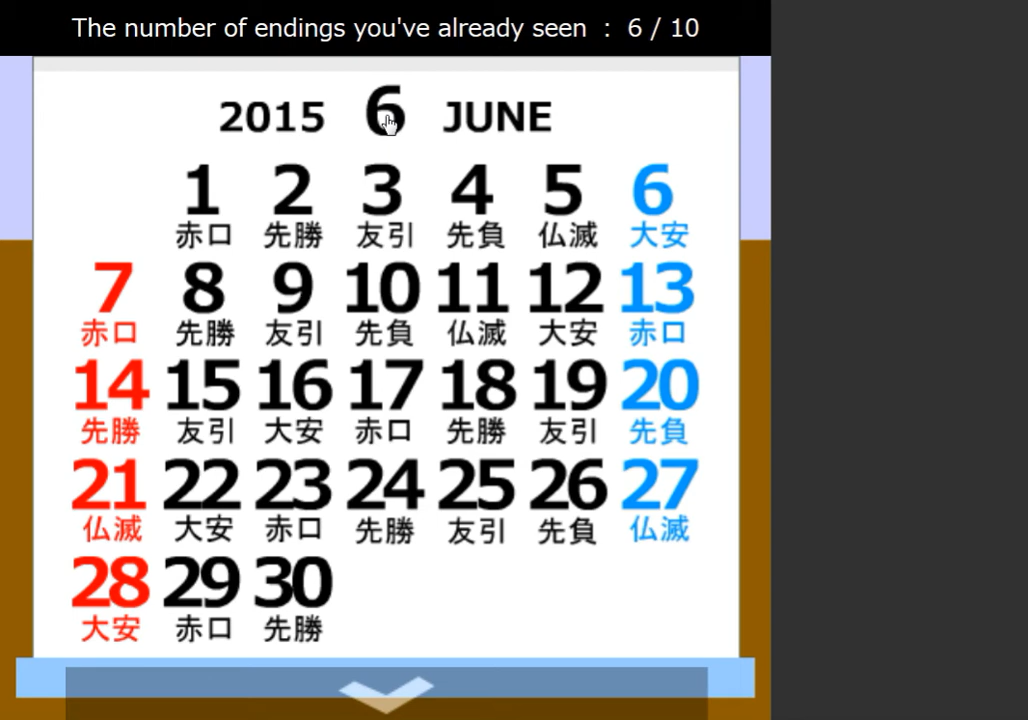 The number of endings you've already seen : 6 / 10
2015 6 JUNE
1 2 3 4 5 6
赤口 先勝 友引 先負 仏滅 大安
7 8 9 10 11 12 13
赤口 先勝 友引 先負 仏滅 大安 赤口
14 15 16 17 18 19 20
先勝 友引 大安 赤口 先勝 友引 先負
21 22 23 24 25 26 27
仏滅 大安 赤口 先勝 友引 先負 仏滅
28 29 30
大安 赤口 先勝